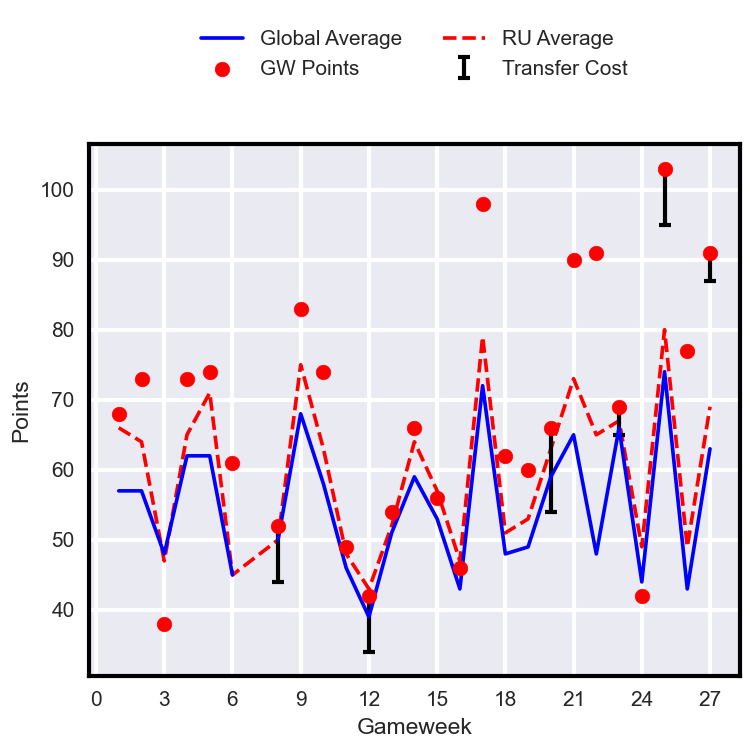 Global Average
RU Average
GW Points
Transfer Cost
Points
100
90
80
70
60
50
40
0 3 6 9 12 15 18 21 24 27
Gameweek